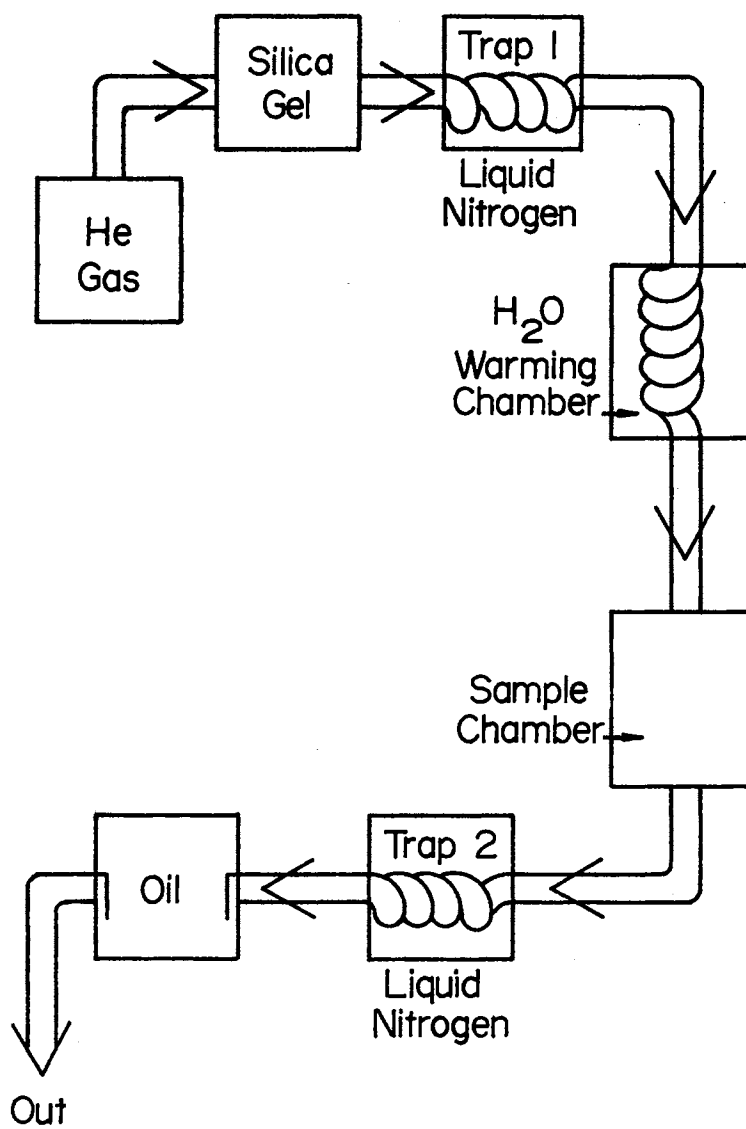 He
Gas
Silica
Gel
Trap 1
Liquid
Nitrogen
H₂O
Warming
Chamber
Sample
Chamber
Trap 2
Liquid
Nitrogen
Oil
Out